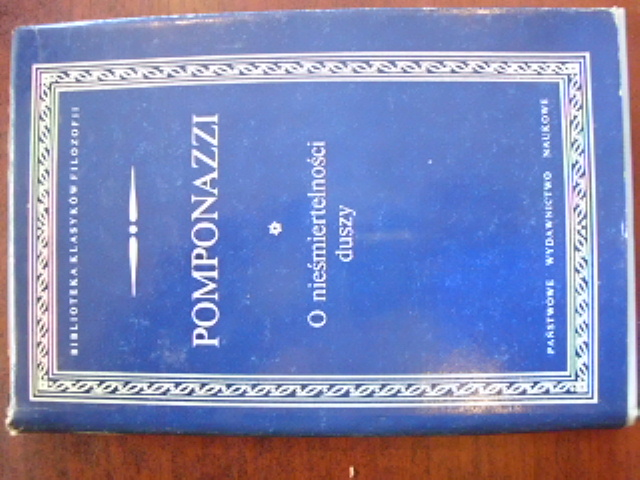 BIBLIOTEKA KLASYKÓW FILOZOFII
POMPONAZZI
O nieśmiertelności
duszy
PAŃSTWOWE WYDAWNICTWO NAUKOWE